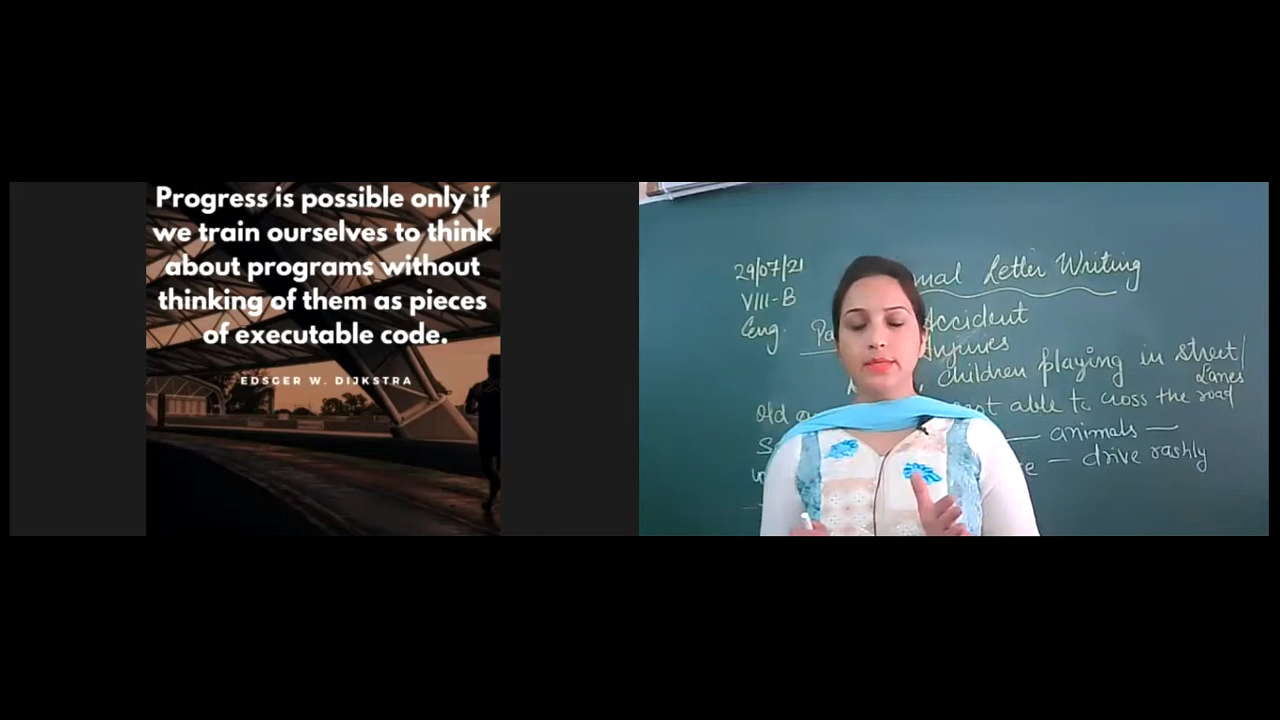 Progress is possible only if
we train ourselves to think
about programs without
thinking of them as pieces
of executable code.
EDSGER W. DIJKSTRA
29/07/21
VIII-B
Eng.
Letter Writing
Accident
Injuries
children playing in street/
Lanes
Old able to cross the road
— animals —
— drive rashly